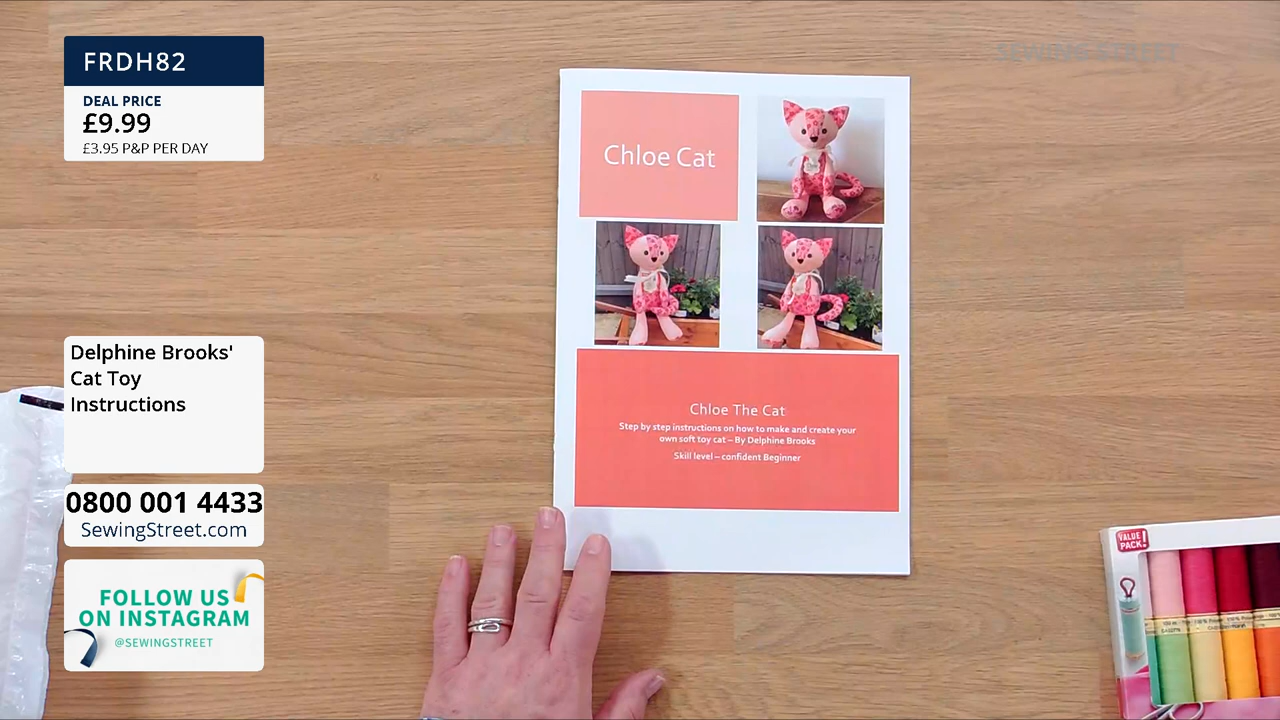 FRDH82
DEAL PRICE
£9.99
£3.95 P&P PER DAY
Delphine Brooks'
Cat Toy
Instructions
0800 001 4433
SewingStreet.com
FOLLOW US
ON INSTAGRAM
@SEWINGSTREET
SEWING STREET
Chloe Cat
Chloe The Cat
Step by step instructions on how to make and create your
own soft toy cat – By Delphine Brooks
Skill level – confident Beginner
VALUE
PACK!